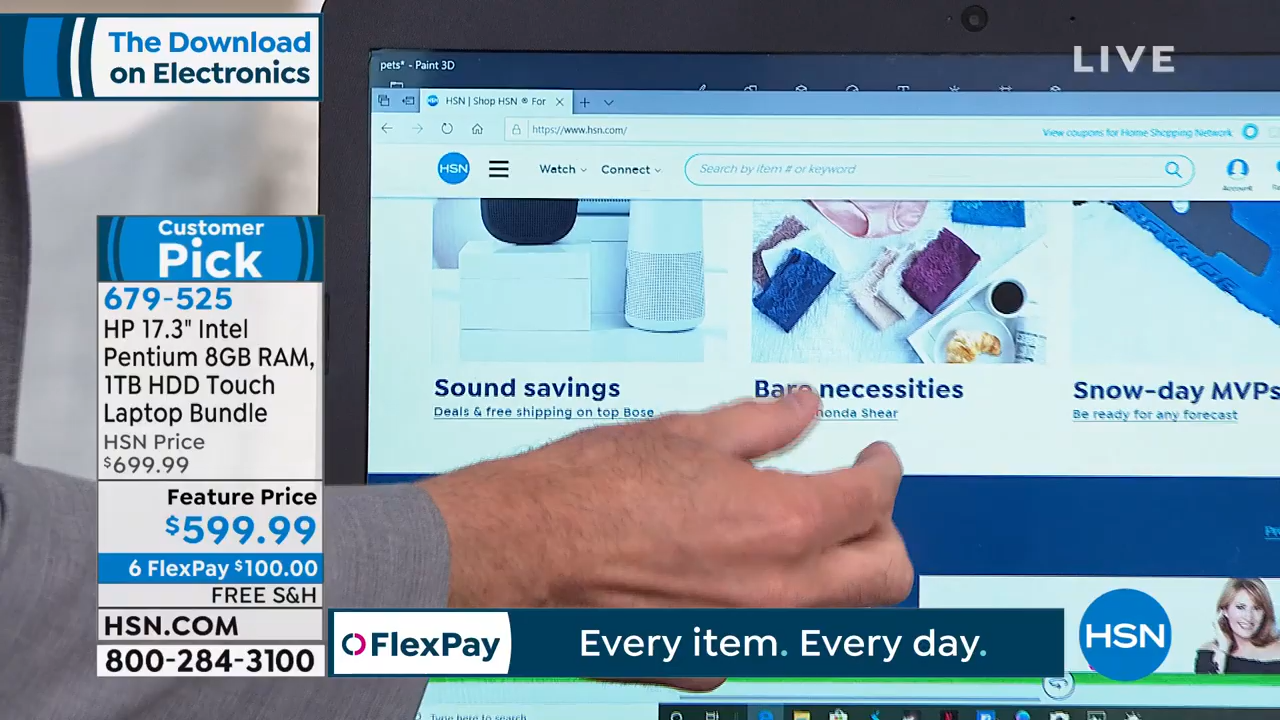 The Download
on Electronics
LIVE
pets* - Paint 3D
HSN | Shop HSN ® For
https://www.hsn.com/
View coupons for Home Shopping Network
HSN
Watch
Connect
Search by item # or keyword
Account
Customer
Pick
679-525
HP 17.3" Intel
Pentium 8GB RAM,
1TB HDD Touch
Laptop Bundle
HSN Price
$699.99
Feature Price
$599.99
6 FlexPay $100.00
FREE S&H
HSN.COM
800-284-3100
Sound savings
Deals & free shipping on top Bose
Bare necessities
Snow-day MVPs
Be ready for any forecast
FlexPay
Every item. Every day.
HSN
Type here to search